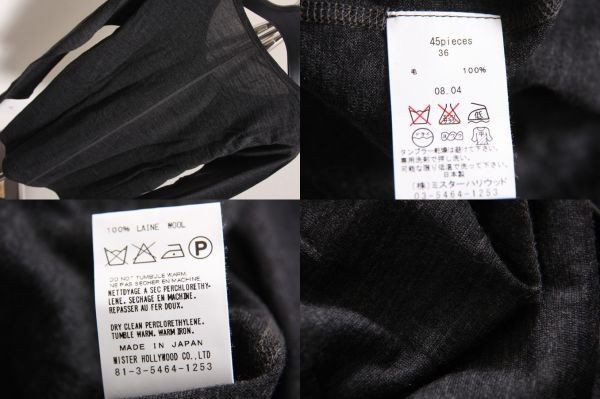 45pieces
36
毛 100%
08.04
タンブラー乾燥は避けて下さい。
専用洗剤で押し洗い。
可能な限り低温で洗って下さい。
日本製
(株)ミスターハリウッド
03-5464-1253
100% LAINE WOOL
P
DO NOT TUMBULE WARM.
NE PAS SECHER EN MACHINE.
NETTOYAGE A SEC PERCHLORETHY-
LENE. SECHAGE EN MACHINE.
REPASSAGE AU FER DOUX.
DRY CLEAN PERCLORETHYLENE.
TUMBLE WARM. WARM IRON.
MADE IN JAPAN
MISTER HOLLYWOOD CO., LTD
81-3-5464-1253